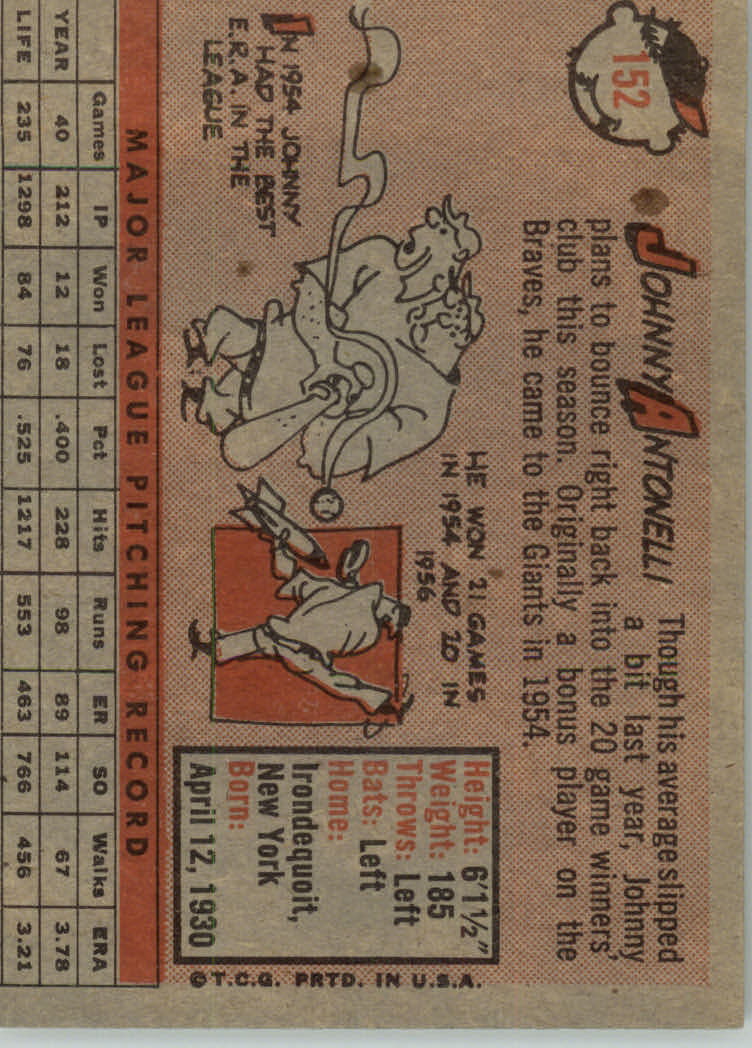 152
JOHNNY ANTONELLI
Though his average slipped
a bit last year, Johnny
plans to bounce right back into the 20 game winners'
club this season. Originally a bonus player on the
Braves, he came to the Giants in 1954.
IN 1954 JOHNNY
HAD THE BEST
E.R.A. IN THE
LEAGUE
HE WON 21 GAMES
IN 1954 AND 20 IN
1956
Height: 6'1½"
Weight: 185
Throws: Left
Bats: Left
Home:
Irondequoit,
New York
Born:
April 12, 1930
©T.C.G. PRTD. IN U.S.A.
MAJOR LEAGUE PITCHING RECORD
Games IP Won Lost Pct Hits Runs ER SO Walks ERA
YEAR 40 212 12 18 .400 228 98 89 114 67 3.78
LIFE 235 1298 84 76 .525 1217 553 463 766 456 3.21